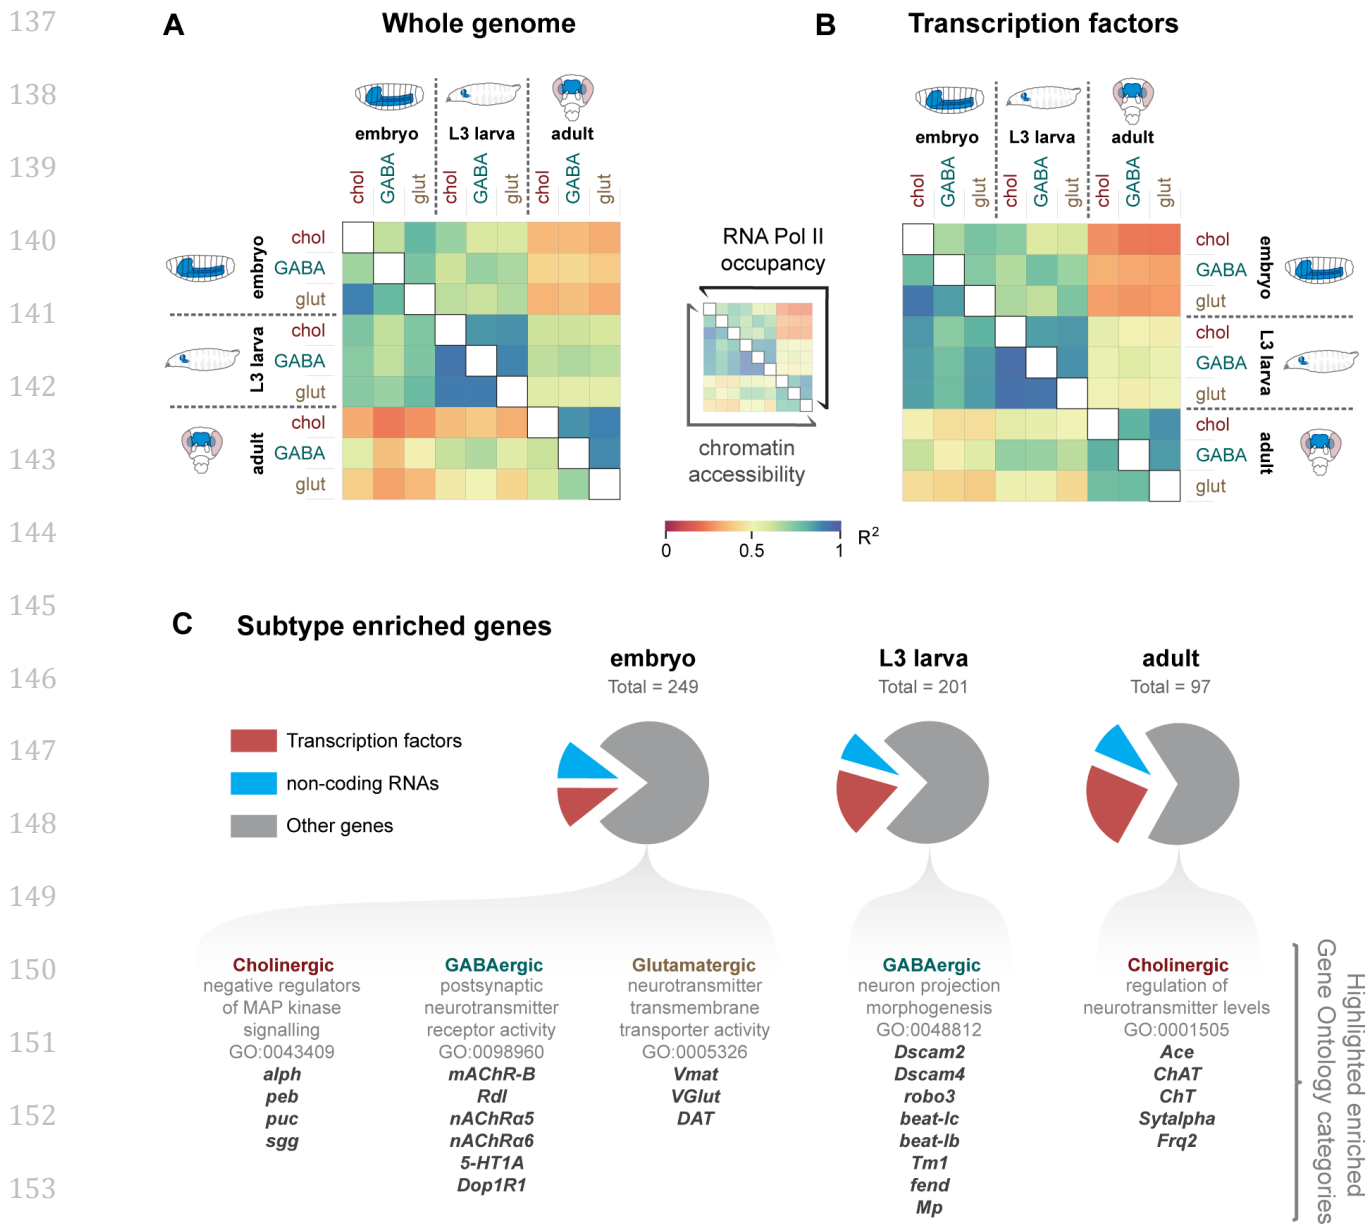 137
A Whole genome
B Transcription factors
138
embryo L3 larva adult
embryo L3 larva adult
139
chol GABA glut chol GABA glut chol GABA glut
chol GABA glut chol GABA glut chol GABA glut
140
embryo
chol
GABA
glut
141
L3 larva
chol
GABA
142
glut
adult
chol
143
GABA
glut
RNA Pol II
occupancy
chromatin
accessibility
chol
GABA
glut
embryo
chol
GABA
glut
L3 larva
chol
GABA
glut
adult
144
0 0.5 1 R²
145
C Subtype enriched genes
146
embryo L3 larva adult
Total = 249 Total = 201 Total = 97
147
Transcription factors
non-coding RNAs
148
Other genes
149
150
Cholinergic
negative regulators
of MAP kinase
signalling
GO:0043409
alph
peb
puc
sgg
GABAergic
postsynaptic
neurotransmitter
receptor activity
GO:0098960
mAChR-B
Rdl
nAChRα5
nAChRα6
5-HT1A
Dop1R1
Glutamatergic
neurotransmitter
transmembrane
transporter activity
GO:0005326
Vmat
VGlut
DAT
GABAergic
neuron projection
morphogenesis
GO:0048812
Dscam2
Dscam4
robo3
beat-Ic
beat-Ib
Tm1
fend
Mp
Cholinergic
regulation of
neurotransmitter levels
GO:0001505
Ace
ChAT
ChT
Sytalpha
Frq2
Highlighted enriched
Gene Ontology categories
151
152
153